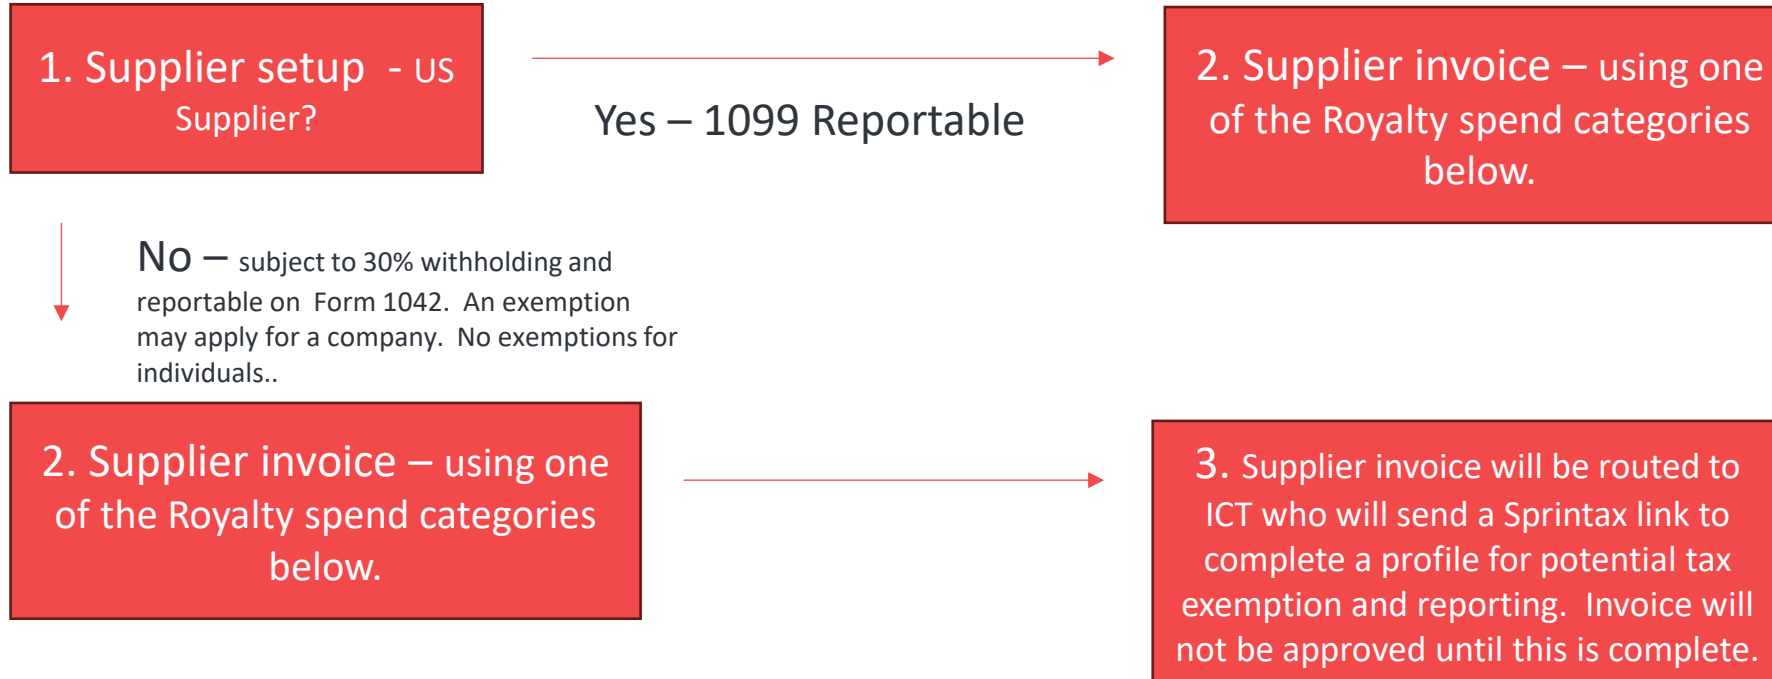 1. Supplier setup - US
Supplier?
Yes – 1099 Reportable
2. Supplier invoice – using one
of the Royalty spend categories
below.
No – subject to 30% withholding and
reportable on Form 1042. An exemption
may apply for a company. No exemptions for
individuals..
2. Supplier invoice – using one
of the Royalty spend categories
below.
3. Supplier invoice will be routed to
ICT who will send a Sprintax link to
complete a profile for potential tax
exemption and reporting. Invoice will
not be approved until this is complete.